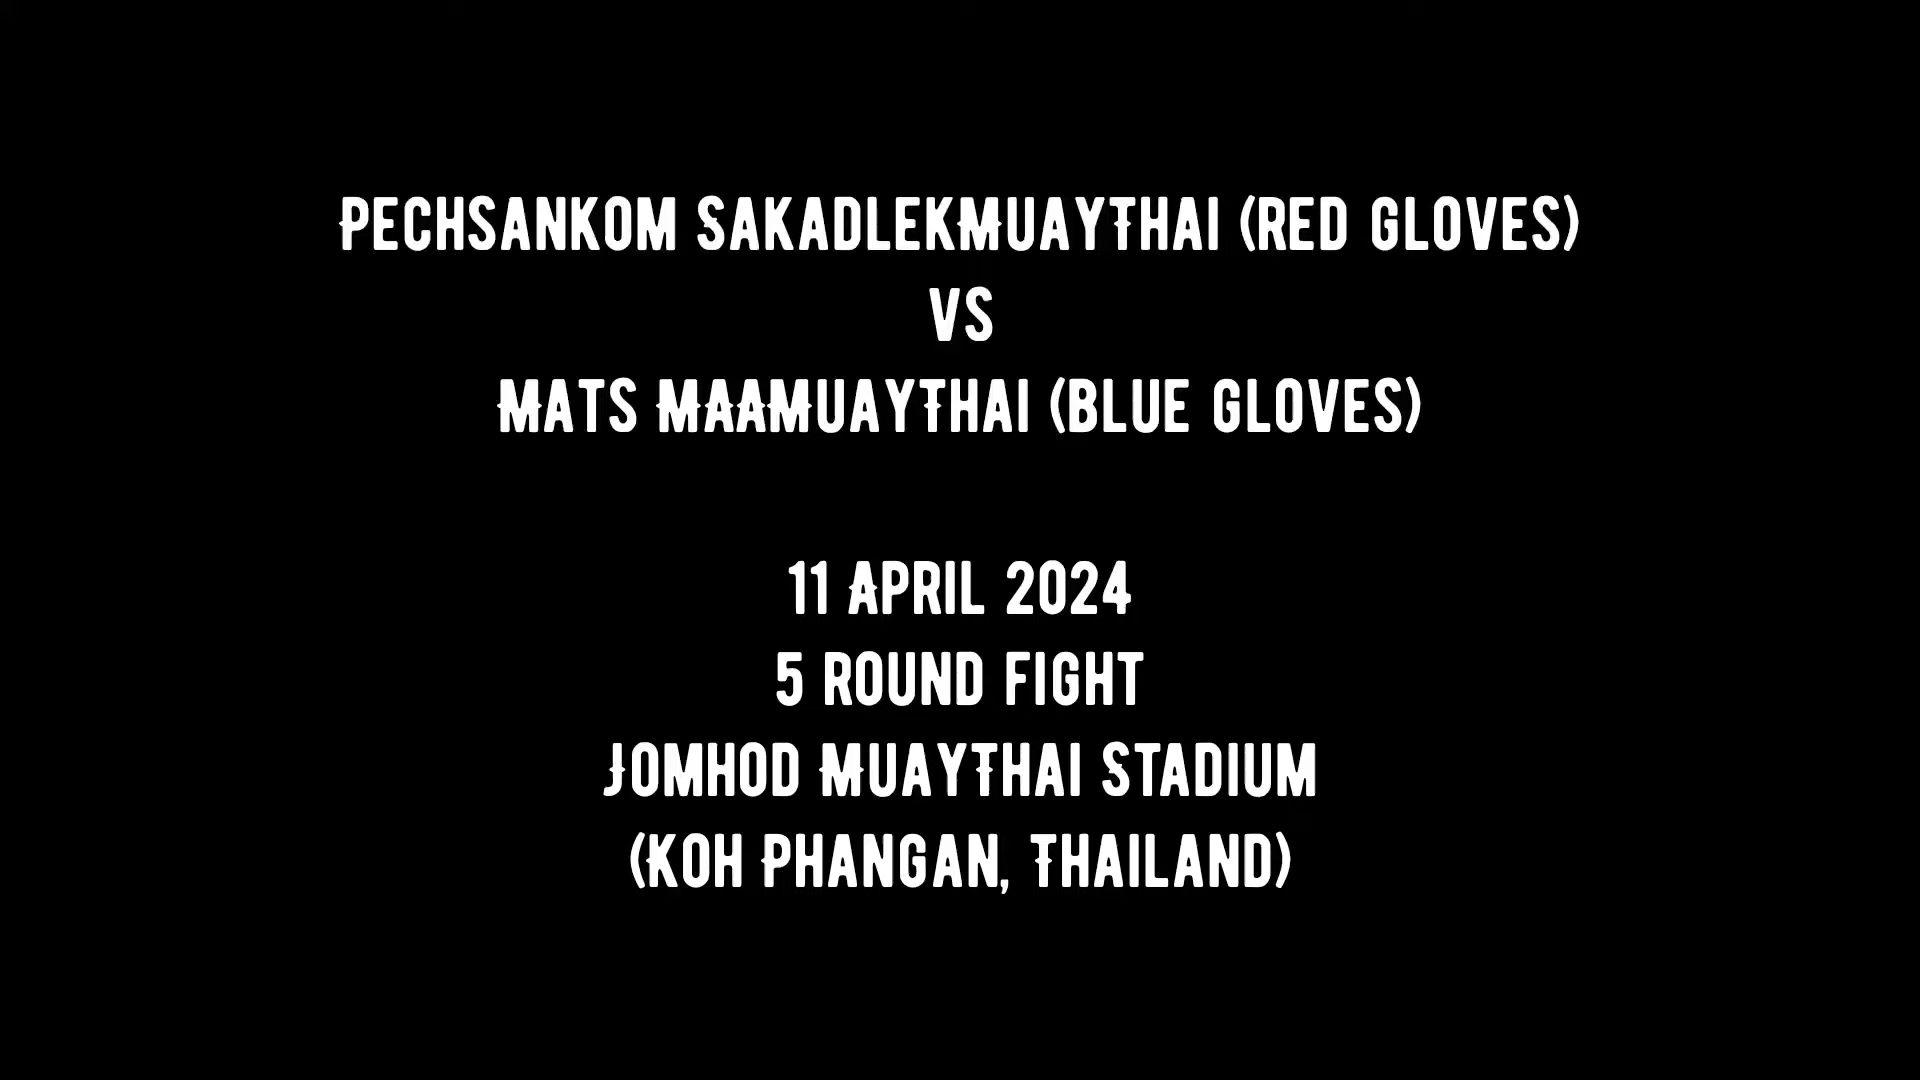 Pechsankom SakadlekMuayThai (Red Gloves)
vs
Mats MaaMuayThai (Blue Gloves)
11 April 2024
5 Round Fight
Jomhod MuayThai Stadium
(Koh Phangan, Thailand)